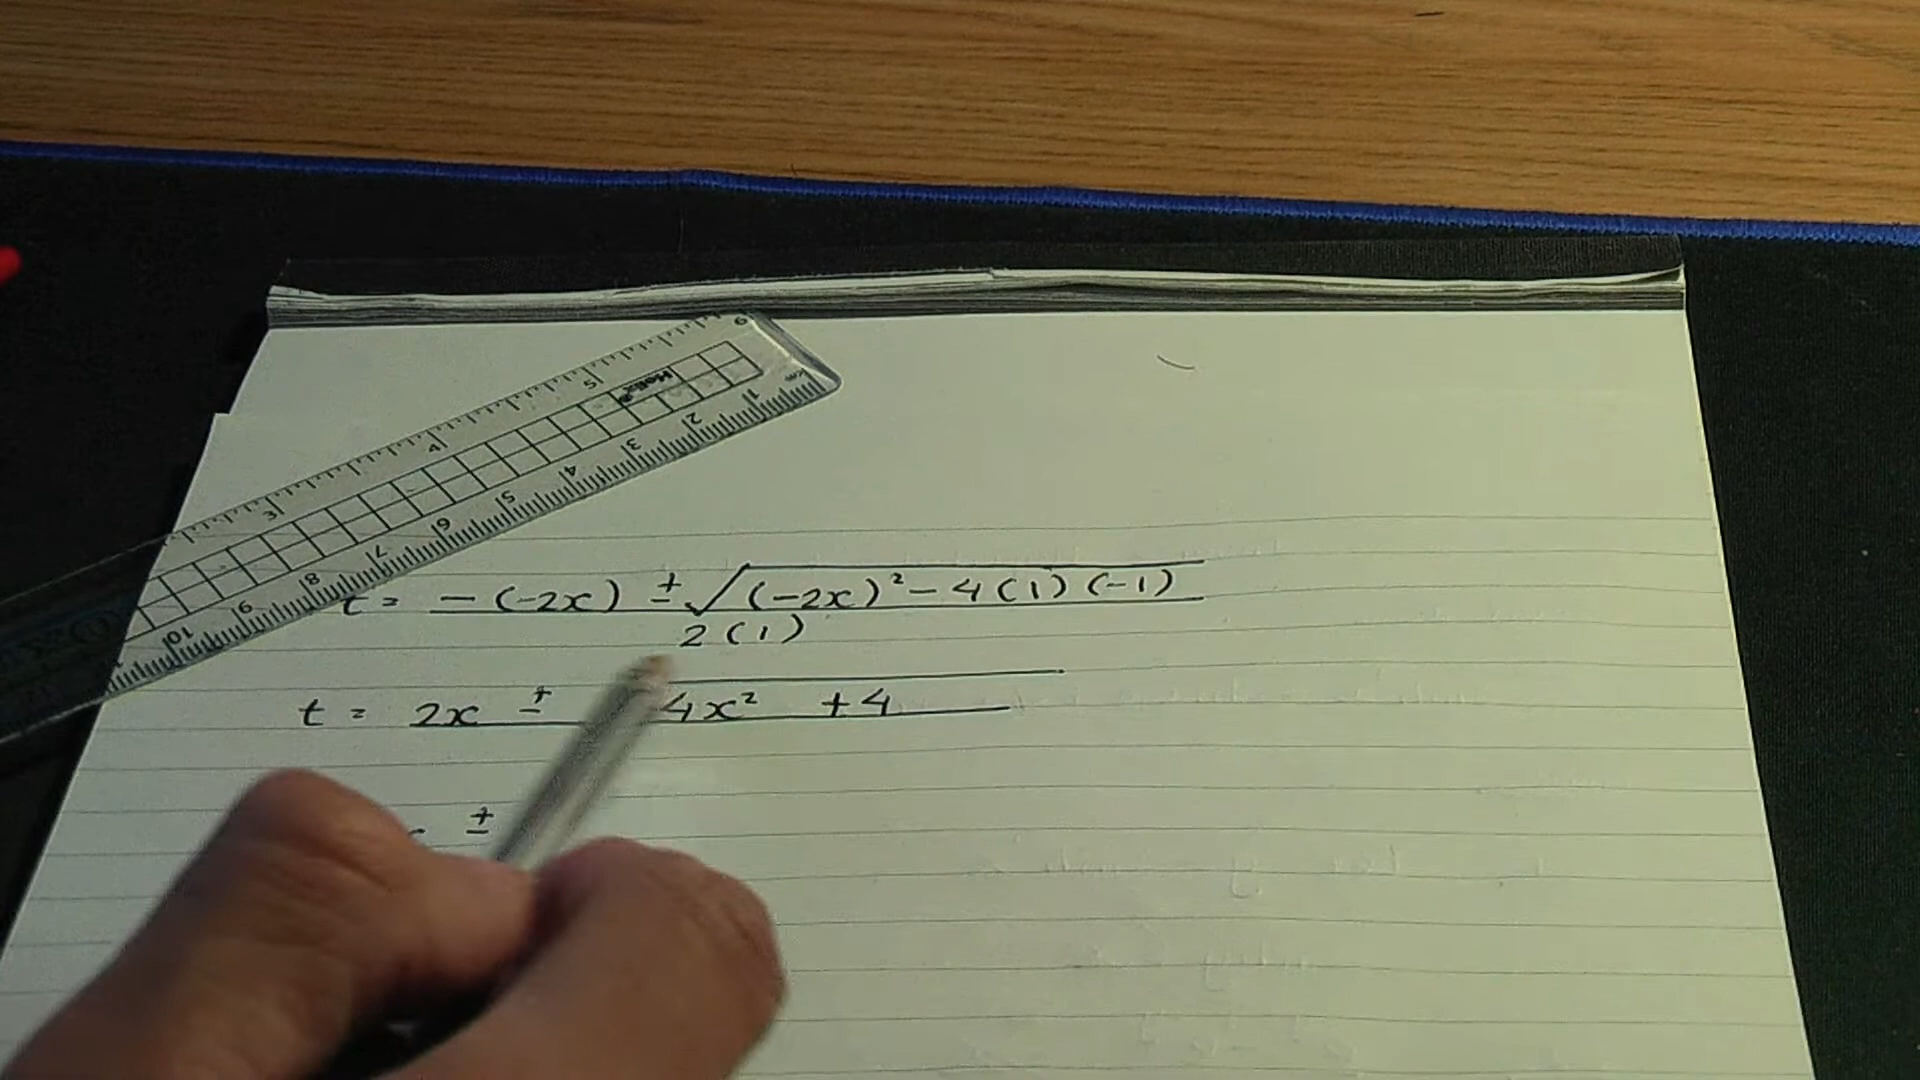 t = -(-2x) ± √(-2x)² - 4(1)(-1)
2(1)
t = 2x ± 4x² + 4
±